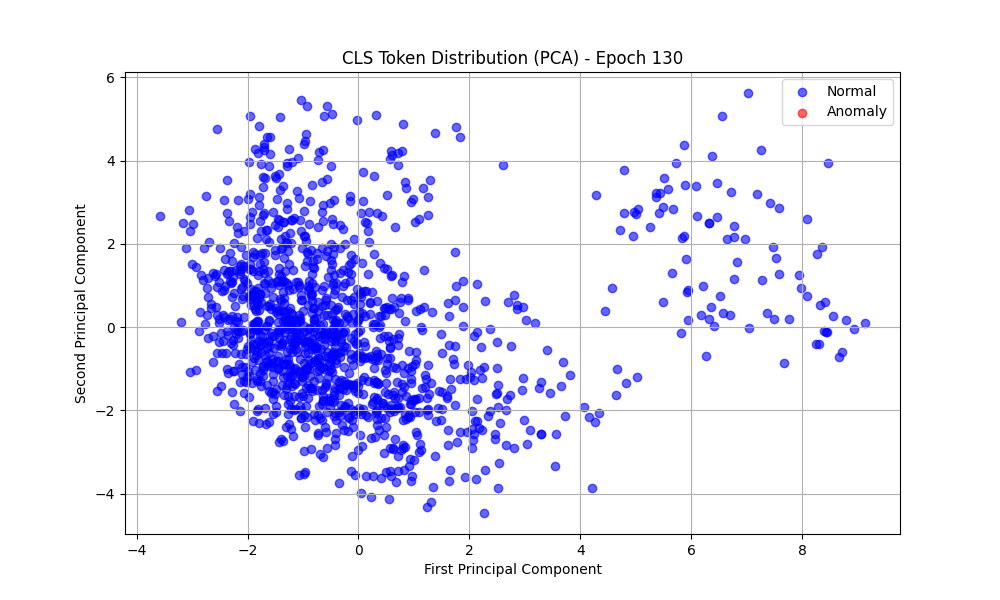 CLS Token Distribution (PCA) - Epoch 130
Normal
Anomaly
6
4
2
0
−2
−4
Second Principal Component
−4
−2
0
2
4
6
8
First Principal Component